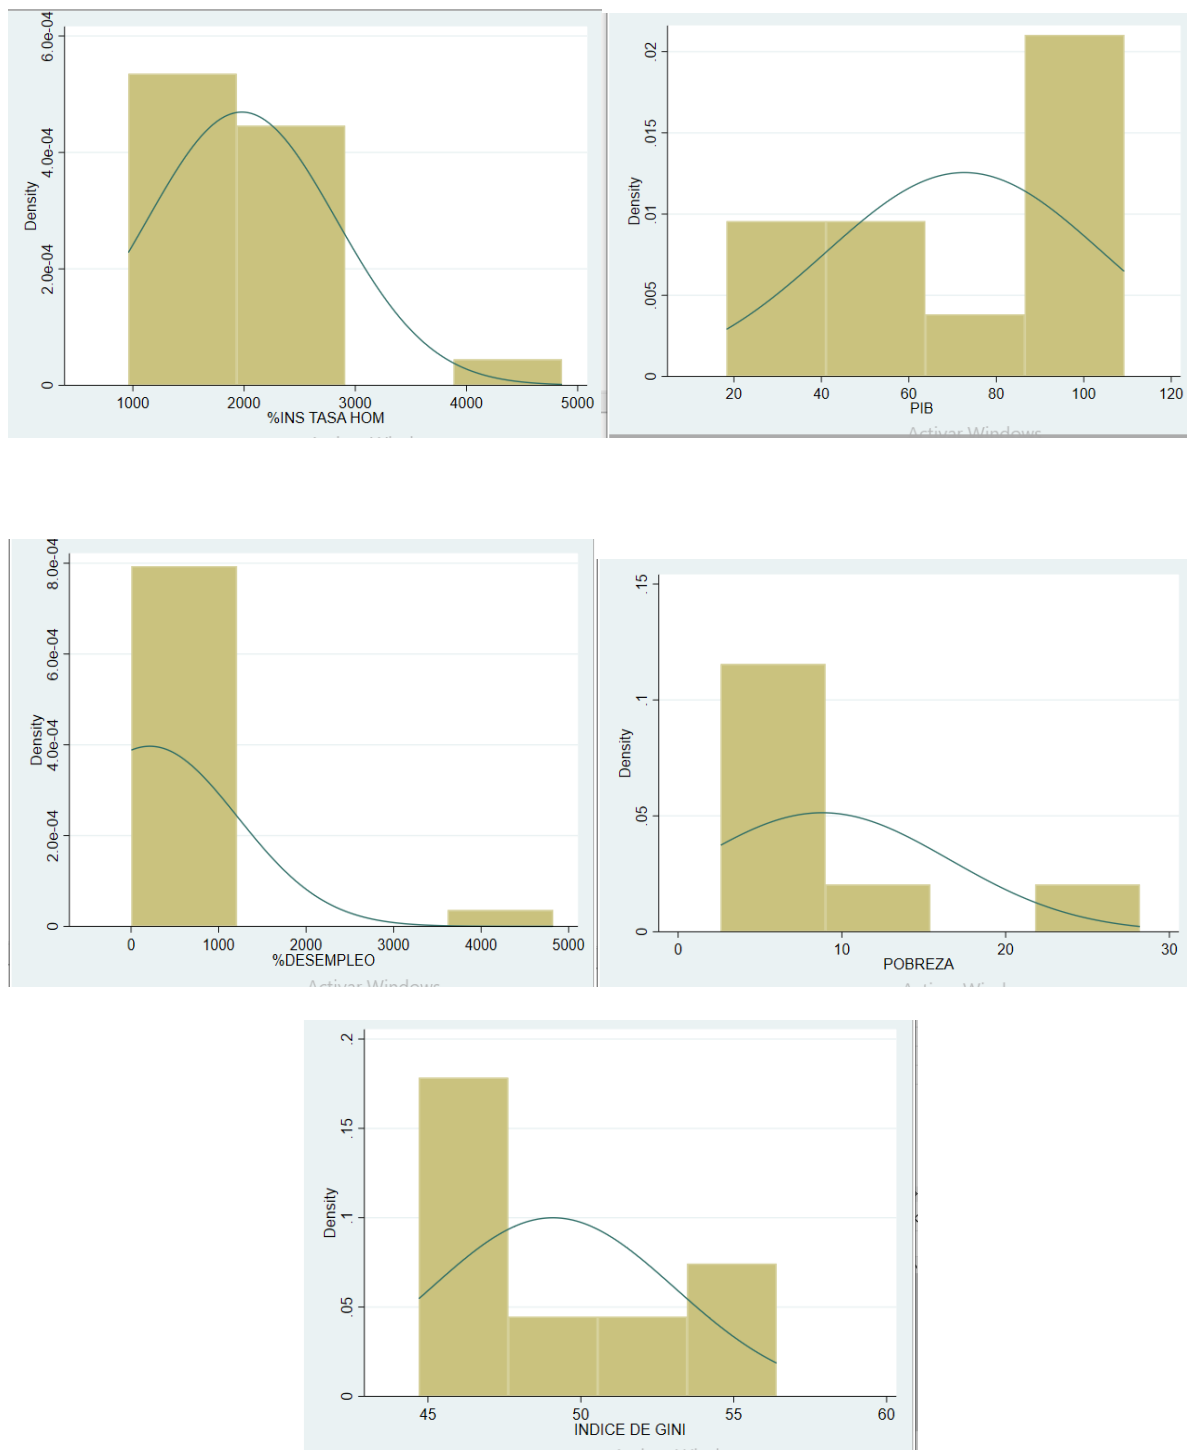 6.0e-04
4.0e-04
2.0e-04
0
Density
1000 2000 3000 4000 5000
%INS TASA HOM
.02
.015
.01
.005
0
Density
20 40 60 80 100 120
PIB
Activar Windows
8.0e-04
6.0e-04
4.0e-04
2.0e-04
0
Density
0 1000 2000 3000 4000 5000
%DESEMPLEO
Activar Windows
.15
.1
.05
0
Density
0 10 20 30
POBREZA
.2
.15
.1
.05
0
Density
45 50 55 60
INDICE DE GINI